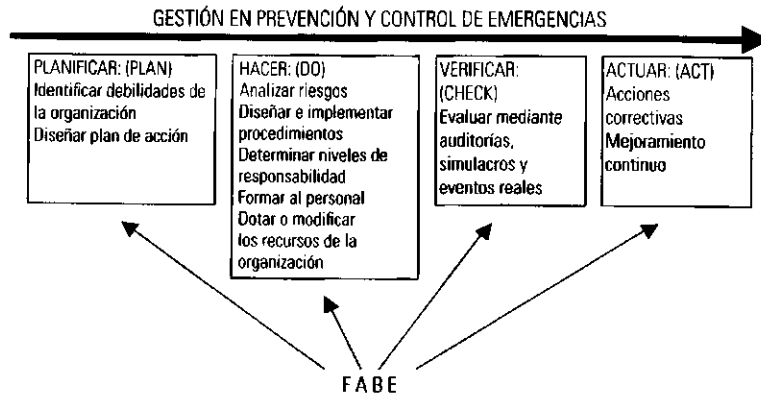 GESTIÓN EN PREVENCIÓN Y CONTROL DE EMERGENCIAS
PLANIFICAR: (PLAN)
Identificar debilidades de
la organización
Diseñar plan de acción
HACER: (DO)
Analizar riesgos
Diseñar e implementar
procedimientos
Determinar niveles de
responsabilidad
Formar al personal
Dotar o modificar
los recursos de la
organización
VERIFICAR:
(CHECK)
Evaluar mediante
auditorías,
simulacros y
eventos reales
ACTUAR: (ACT)
Acciones
correctivas
Mejoramiento
continuo
FABE